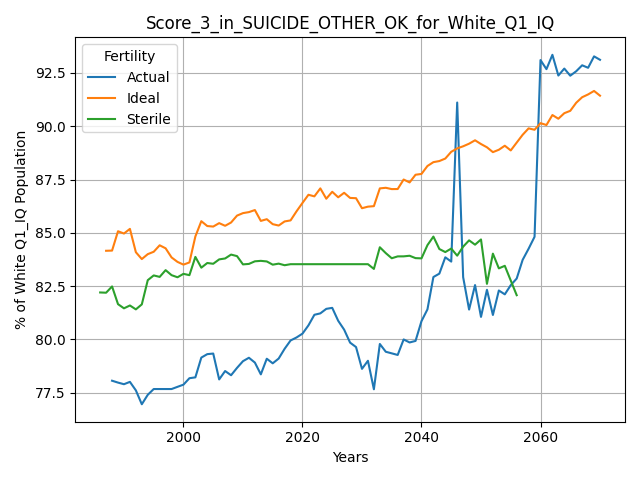 Score_3_in_SUICIDE_OTHER_OK_for_White_Q1_IQ
Fertility
Actual
Ideal
Sterile
% of White Q1_IQ Population
92.5
90.0
87.5
85.0
82.5
80.0
77.5
2000 2020 2040 2060
Years